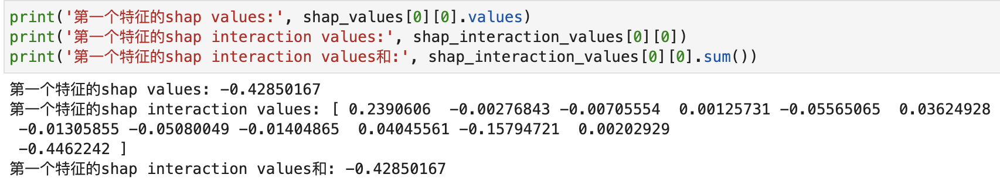 print('第一个特征的shap values:', shap_values[0][0].values)
print('第一个特征的shap interaction values:', shap_interaction_values[0][0])
print('第一个特征的shap interaction values和:', shap_interaction_values[0][0].sum())
第一个特征的shap values: -0.42850167
第一个特征的shap interaction values: [ 0.2390606  -0.00276843 -0.00705554  0.00125731 -0.05565065  0.03624928
 -0.01305855 -0.05080049 -0.01404865  0.04045561 -0.15794721  0.00202929
 -0.4462242 ]
第一个特征的shap interaction values和: -0.42850167